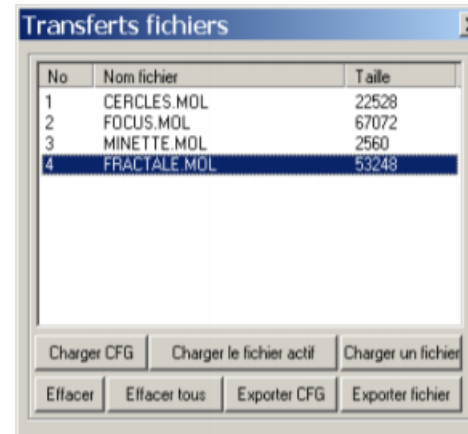 Transferts fichiers
No Nom fichier Taille
1 CERCLES.MOL 22528
2 FOCUS.MOL 67072
3 MINETTE.MOL 2560
4 FRACTALE.MOL 53248
Charger CFG Charger le fichier actif Charger un fichier
Effacer Effacer tous Exporter CFG Exporter fichier